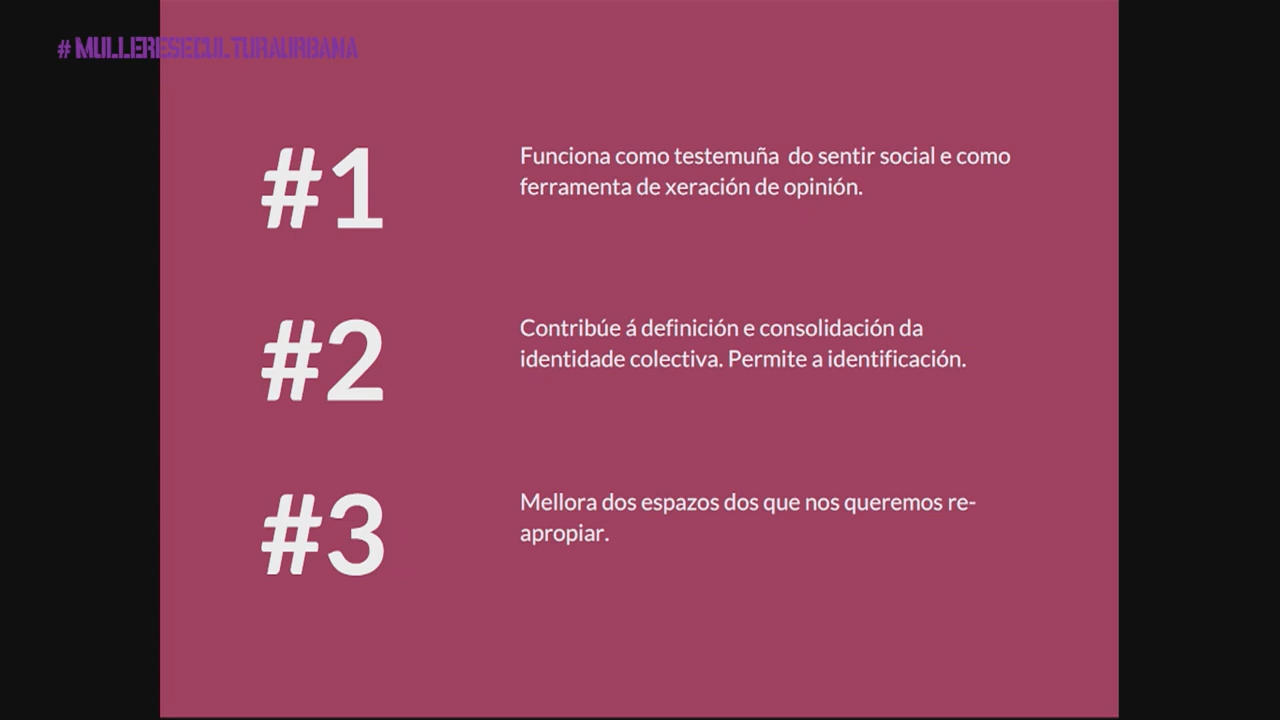 # MULLERESECULTURAURBANA
#1
Funciona como testemuña do sentir social e como
ferramenta de xeración de opinión.
#2
Contribúe á definición e consolidación da
identidade colectiva. Permite a identificación.
#3
Mellora dos espazos dos que nos queremos re-
apropiar.